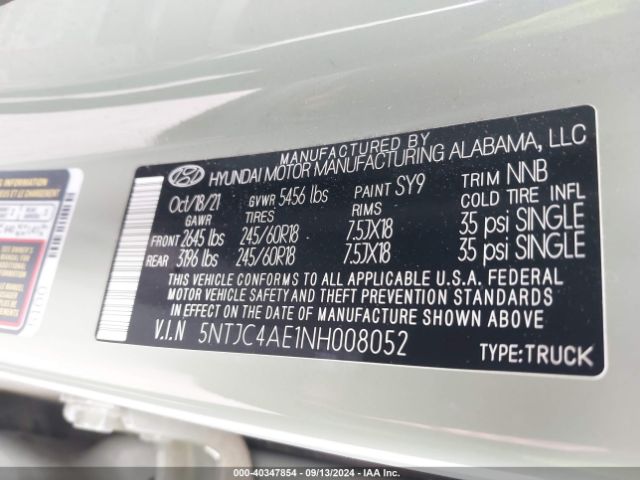 MANUFACTURED BY
HYUNDAI MOTOR MANUFACTURING ALABAMA, LLC
Oct/18/21 GVWR 5456 lbs PAINT SY9 TRIM NNB
GAWR TIRES RIMS COLD TIRE INFL
FRONT 2645 lbs 245/60R18 7.5JX18 35 psi SINGLE
REAR 3196 lbs 245/60R18 7.5JX18 35 psi SINGLE
THIS VEHICLE CONFORMS TO ALL APPLICABLE U.S.A. FEDERAL
MOTOR VEHICLE SAFETY AND THEFT PREVENTION STANDARDS
IN EFFECT ON THE DATE OF MANUFACTURE SHOWN ABOVE.
V.I.N 5NTJC4AE1NH008052
TYPE:TRUCK
INFORMATION
000-40347854 - 09/13/2024 - IAA Inc.